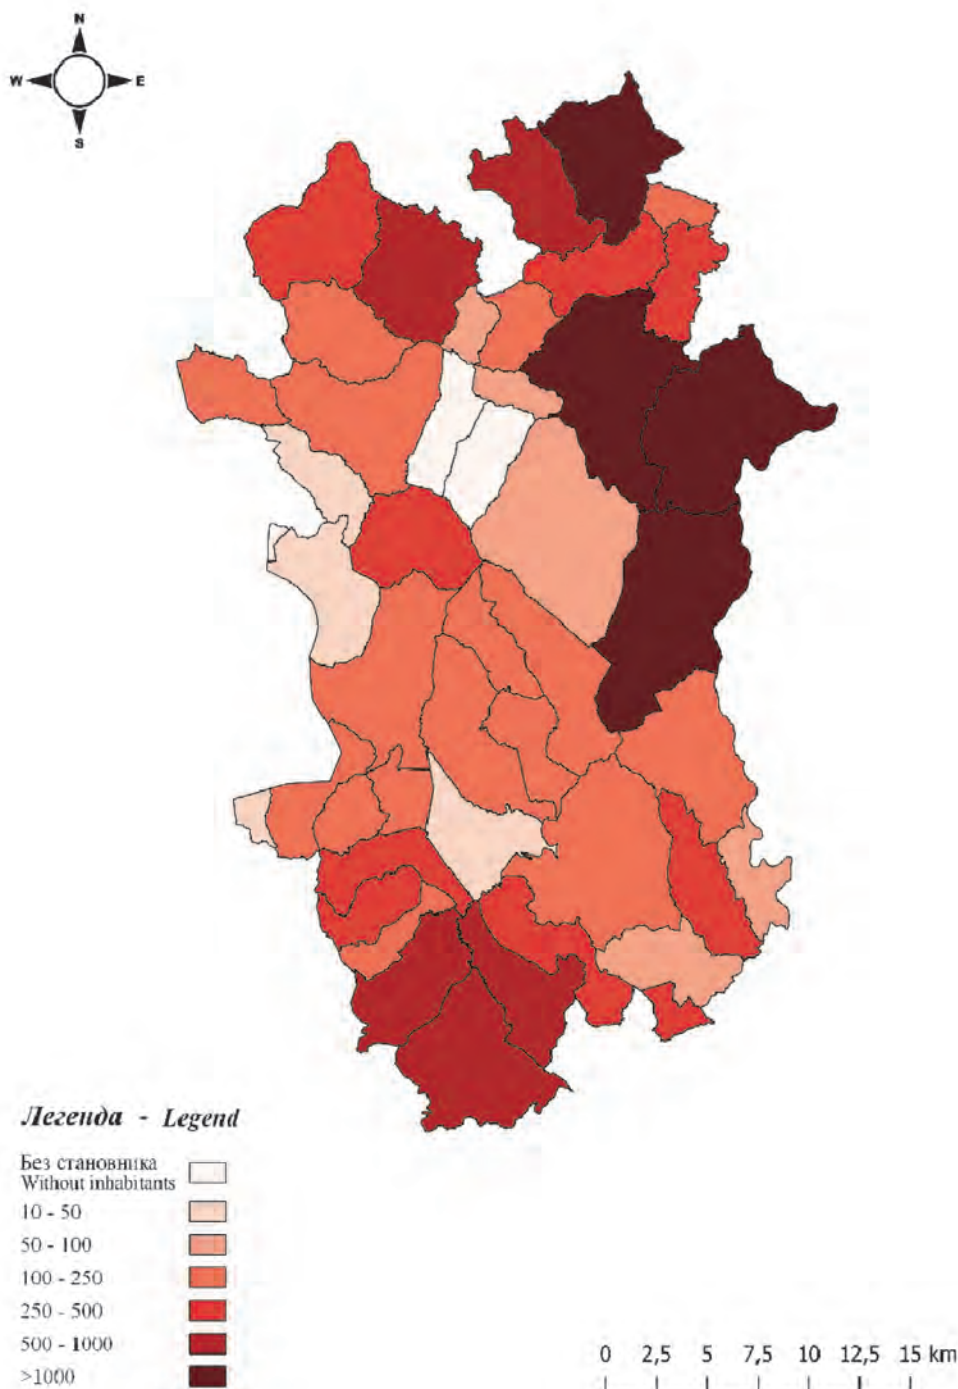 N
W E
S
Легенда - Legend
Без становника
Without inhabitants
10 - 50
50 - 100
100 - 250
250 - 500
500 - 1000
>1000
0 2,5 5 7,5 10 12,5 15 km